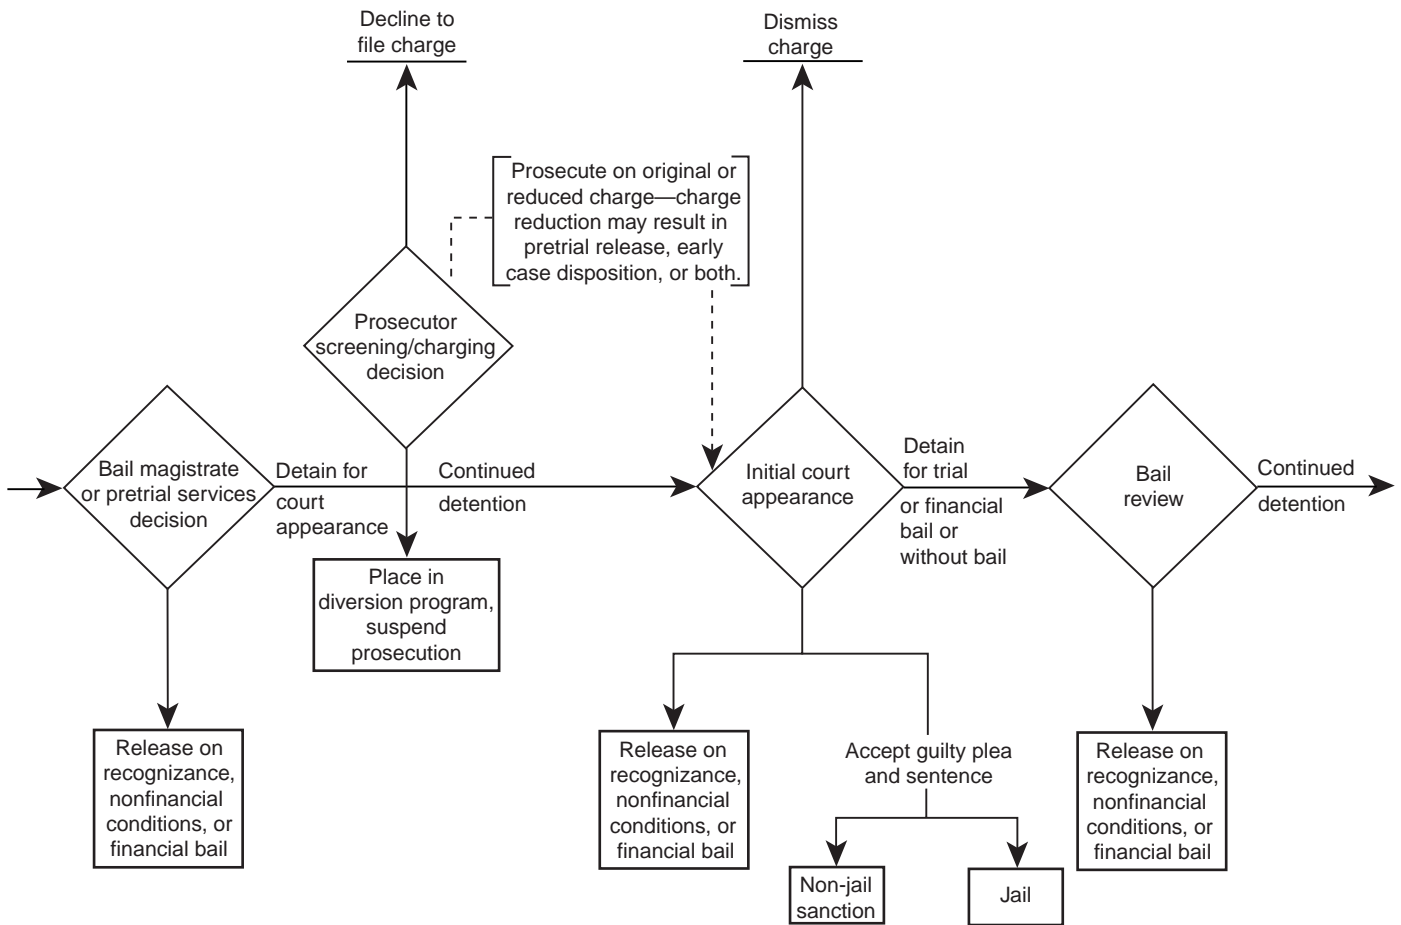 Decline to
file charge
Dismiss
charge
Prosecute on original or
reduced charge—charge
reduction may result in
pretrial release, early
case disposition, or both.
Prosecutor
screening/charging
decision
Bail magistrate
or pretrial services
decision
Detain for
court
appearance
Continued
detention
Initial court
appearance
Detain
for trial
or financial
bail or
without bail
Bail
review
Continued
detention
Place in
diversion program,
suspend
prosecution
Release on
recognizance,
nonfinancial
conditions, or
financial bail
Release on
recognizance,
nonfinancial
conditions, or
financial bail
Accept guilty plea
and sentence
Non-jail
sanction
Jail
Release on
recognizance,
nonfinancial
conditions, or
financial bail